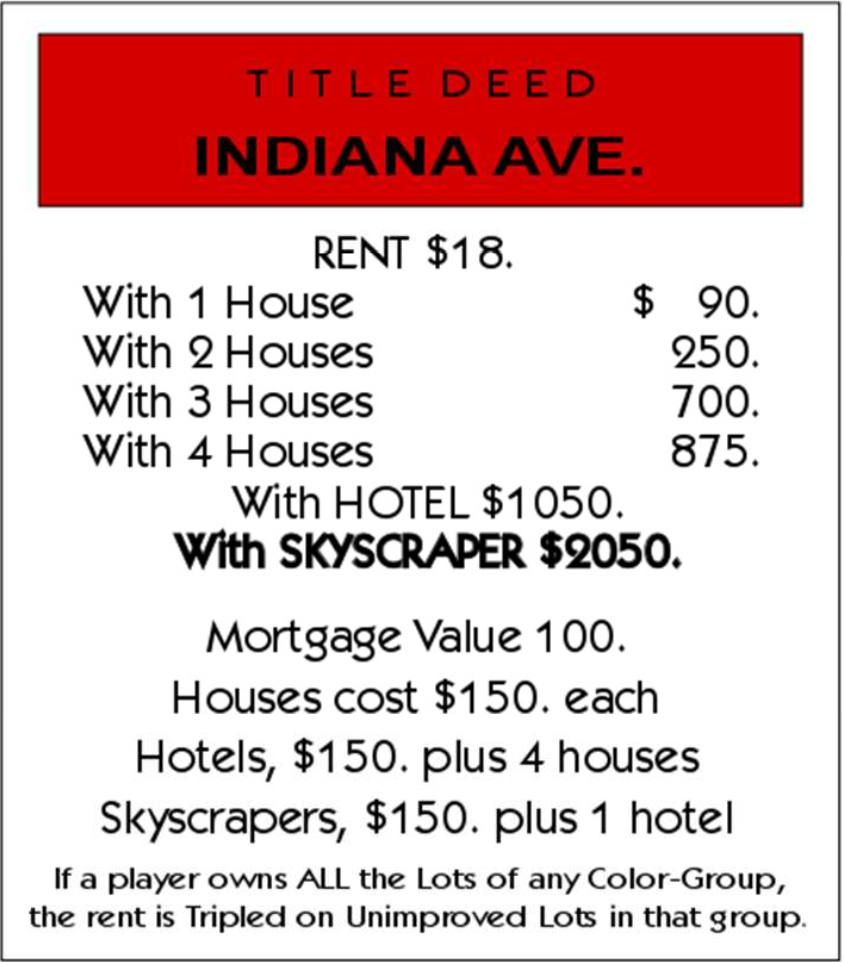 TITLE DEED
INDIANA AVE.
RENT $18.
With 1 House $ 90.
With 2 Houses 250.
With 3 Houses 700.
With 4 Houses 875.
With HOTEL $1050.
With SKYSCRAPER $2050.
Mortgage Value 100.
Houses cost $150. each
Hotels, $150. plus 4 houses
Skyscrapers, $150. plus 1 hotel
If a player owns ALL the Lots of any Color-Group,
the rent is Tripled on Unimproved Lots in that group.